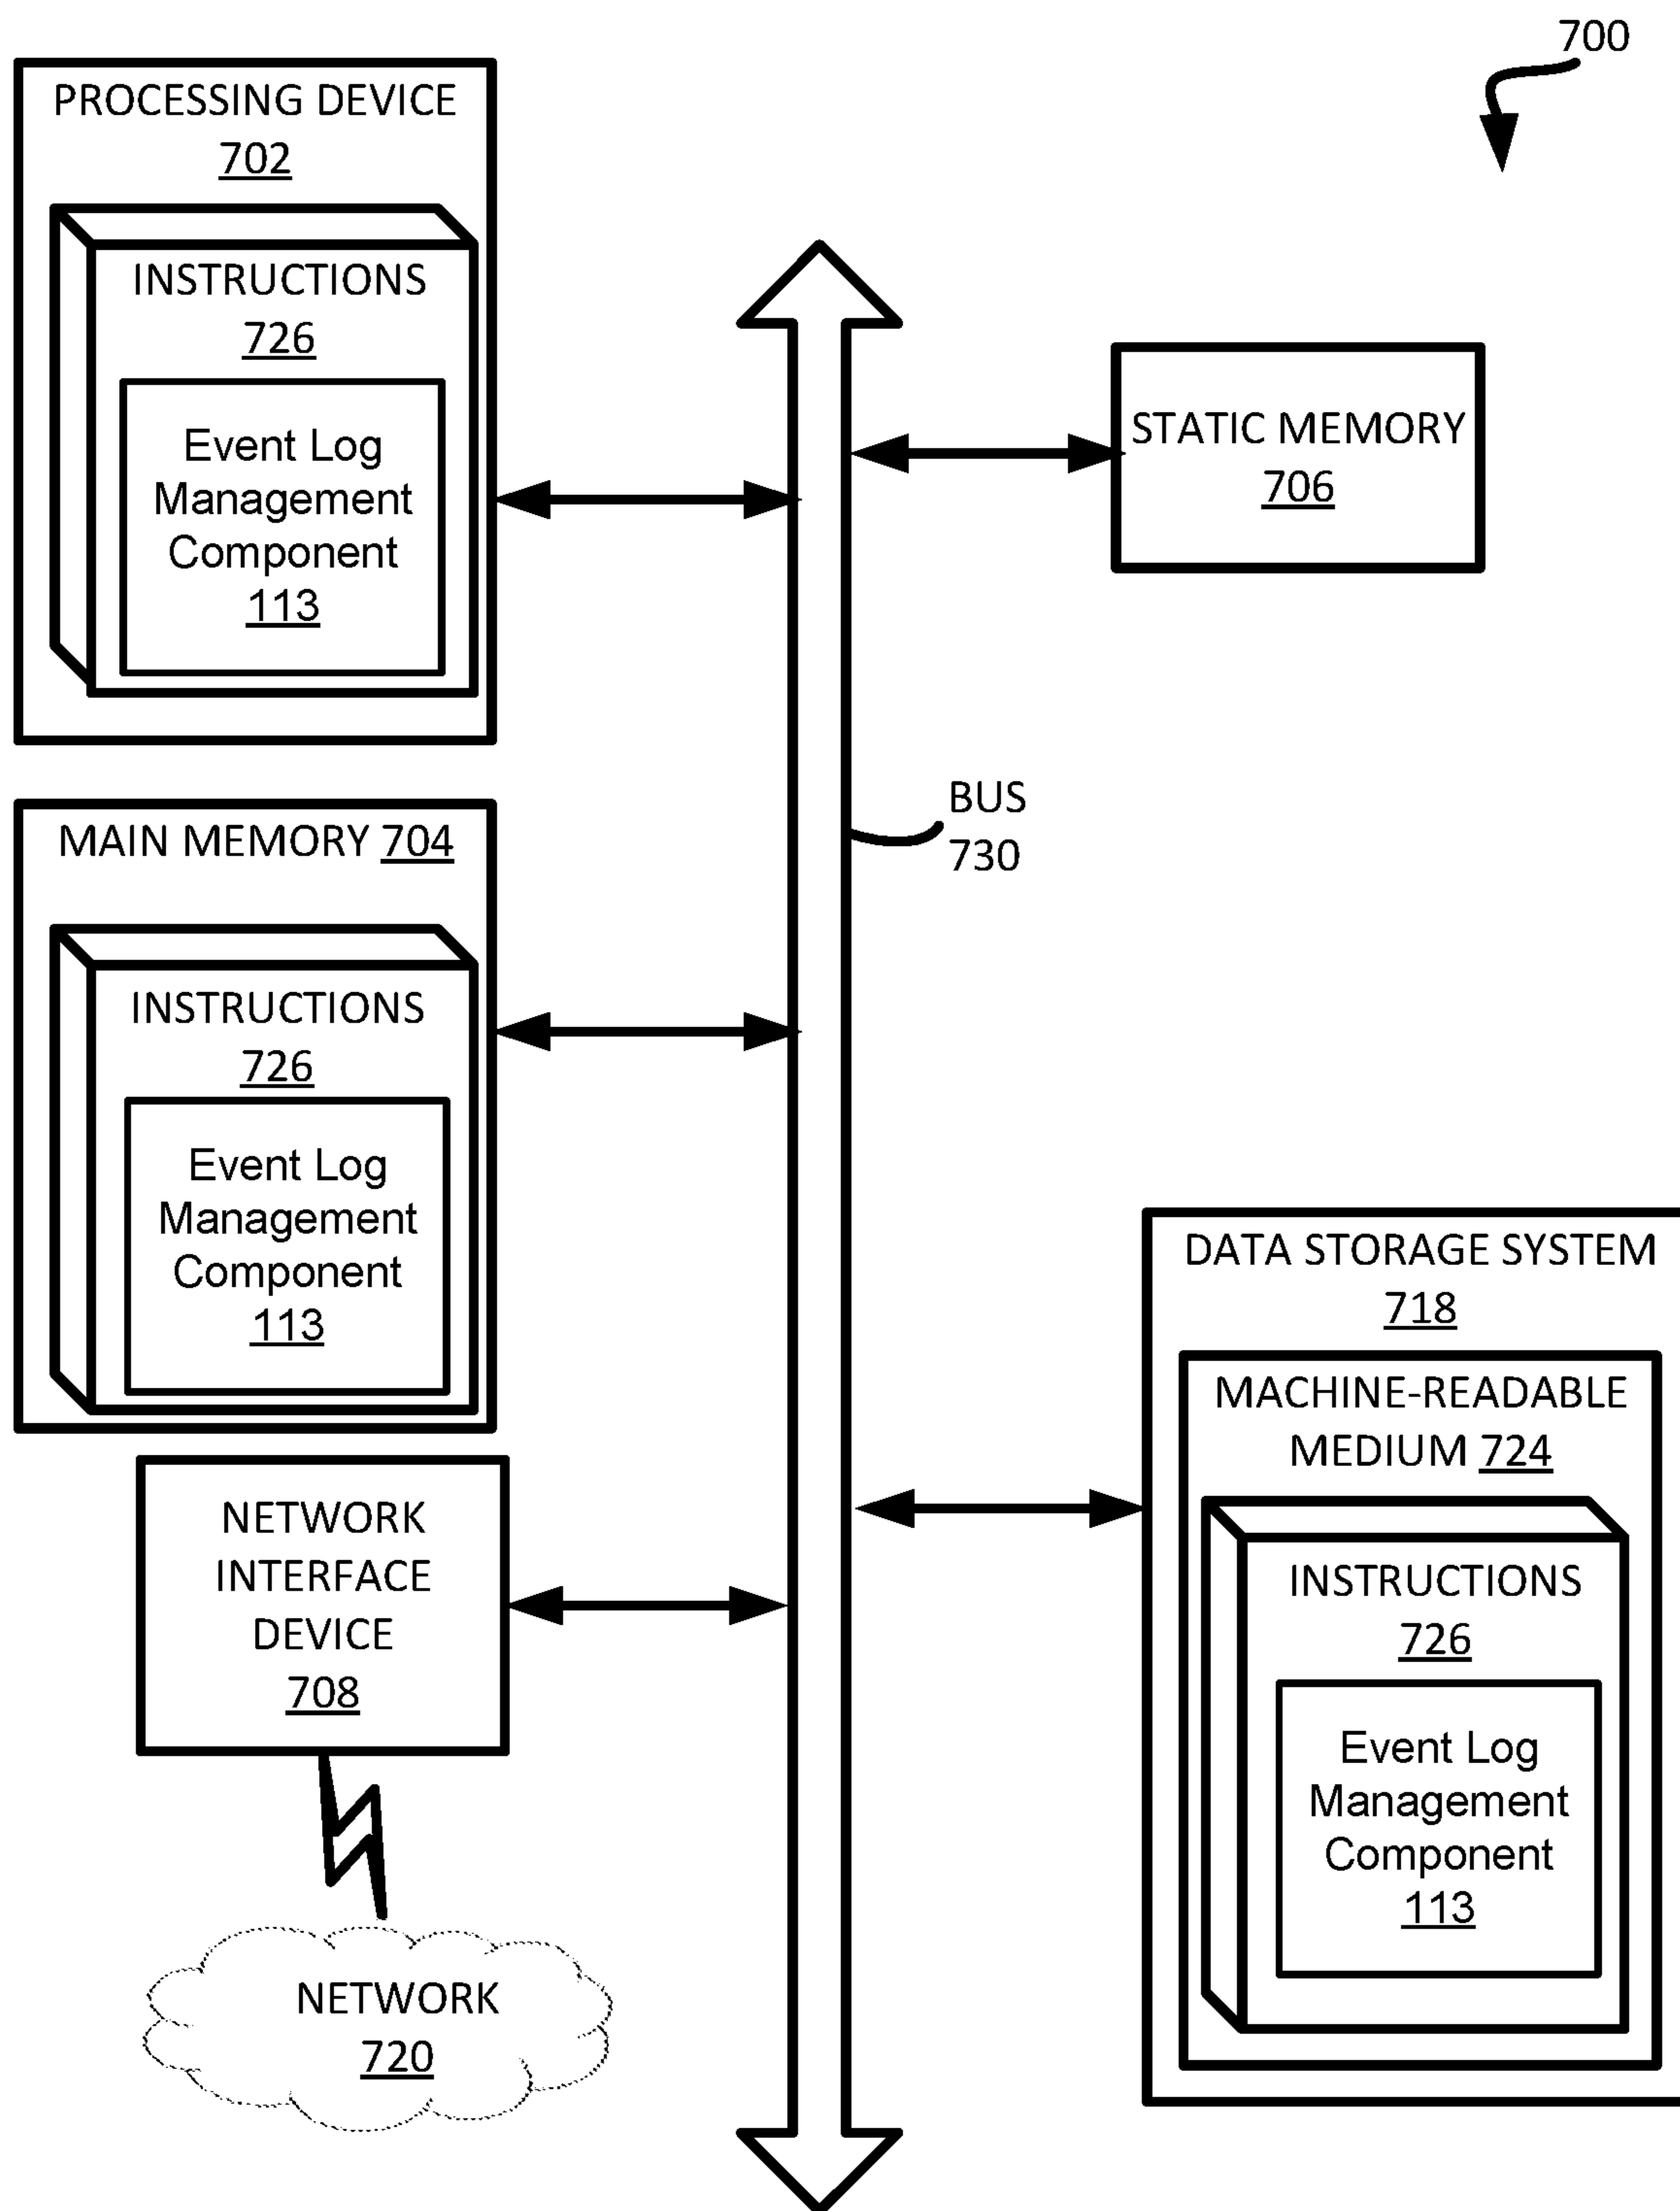 700
PROCESSING DEVICE
702
INSTRUCTIONS
726
Event Log
Management
Component
113
STATIC MEMORY
706
BUS
730
MAIN MEMORY 704
INSTRUCTIONS
726
Event Log
Management
Component
113
DATA STORAGE SYSTEM
718
MACHINE-READABLE
MEDIUM 724
INSTRUCTIONS
726
Event Log
Management
Component
113
NETWORK
INTERFACE
DEVICE
708
NETWORK
720